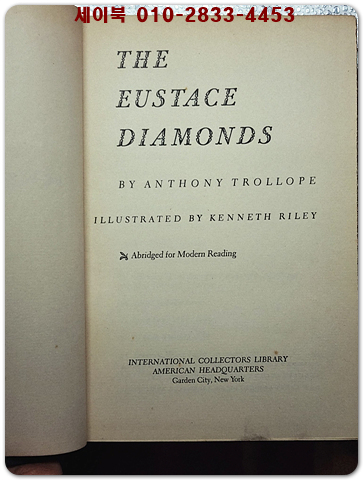 세이북 010-2833-4453
THE
EUSTACE
DIAMONDS
BY ANTHONY TROLLOPE
ILLUSTRATED BY KENNETH RILEY
Abridged for Modern Reading
INTERNATIONAL COLLECTORS LIBRARY
AMERICAN HEADQUARTERS
Garden City, New York